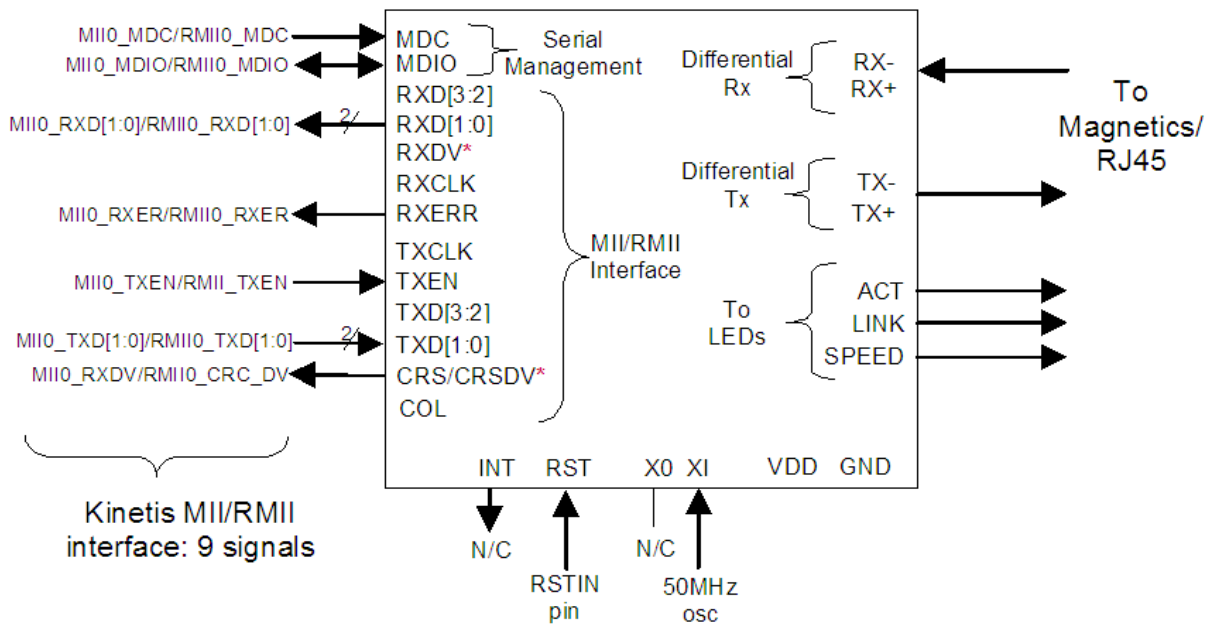 MII0_MDC/RMII0_MDC
MII0_MDIO/RMII0_MDIO
MII0_RXD[1:0]/RMII0_RXD[1:0]
MII0_RXER/RMII0_RXER
MII0_TXEN/RMII_TXEN
MII0_TXD[1:0]/RMII0_TXD[1:0]
MII0_RXDV/RMII0_CRC_DV
Kinetis MII/RMII
interface: 9 signals
2/
2/
MDC
MDIO
RXD[3:2]
RXD[1:0]
RXDV*
RXCLK
RXERR
TXCLK
TXEN
TXD[3:2]
TXD[1:0]
CRS/CRSDV*
COL
Serial
Management
MII/RMII
Interface
Differential
Rx
RX-
RX+
Differential
Tx
TX-
TX+
To
LEDs
ACT
LINK
SPEED
To
Magnetics/
RJ45
INT RST X0 XI VDD GND
N/C
RSTIN
pin
N/C
50MHz
osc